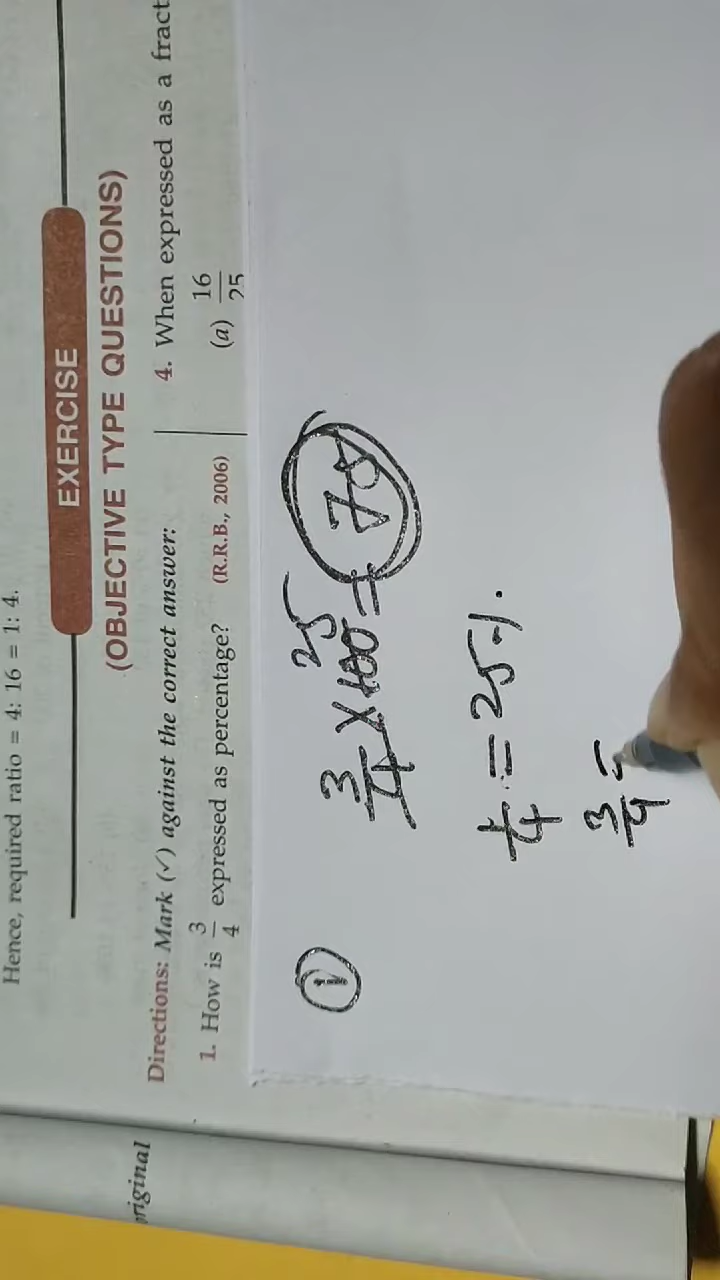 Hence, required ratio = 4: 16 = 1: 4.
EXERCISE
(OBJECTIVE TYPE QUESTIONS)
Directions: Mark (✓) against the correct answer:
1. How is 3/4 expressed as percentage? (R.R.B., 2006)
4. When expressed as a fract
(a) 16/25
original
① 3/4 × 100 = 75
25
1/4 = 25%.
3/4 =